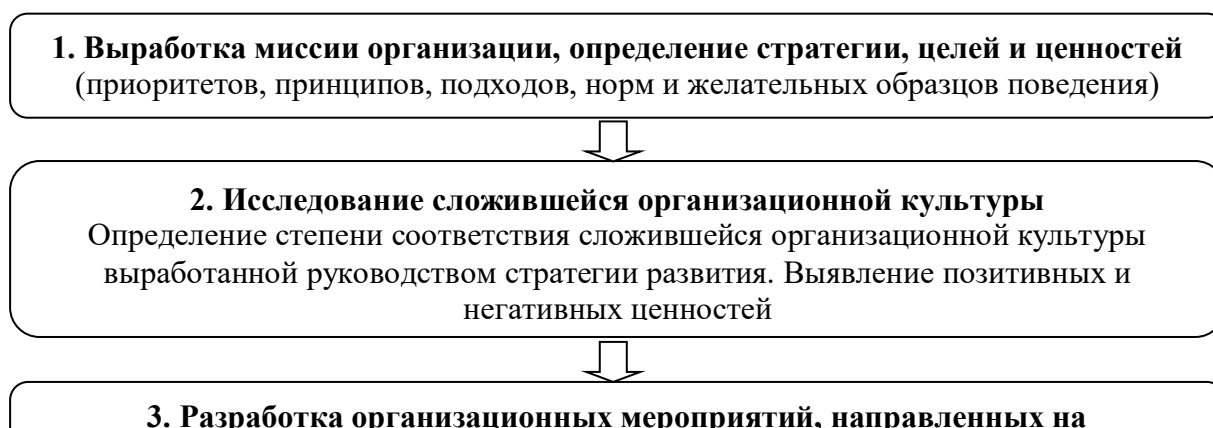 1. Выработка миссии организации, определение стратегии, целей и ценностей
(приоритетов, принципов, подходов, норм и желательных образцов поведения)
2. Исследование сложившейся организационной культуры
Определение степени соответствия сложившейся организационной культуры
выработанной руководством стратегии развития. Выявление позитивных и
негативных ценностей
3. Разработка организационных мероприятий, направленных на